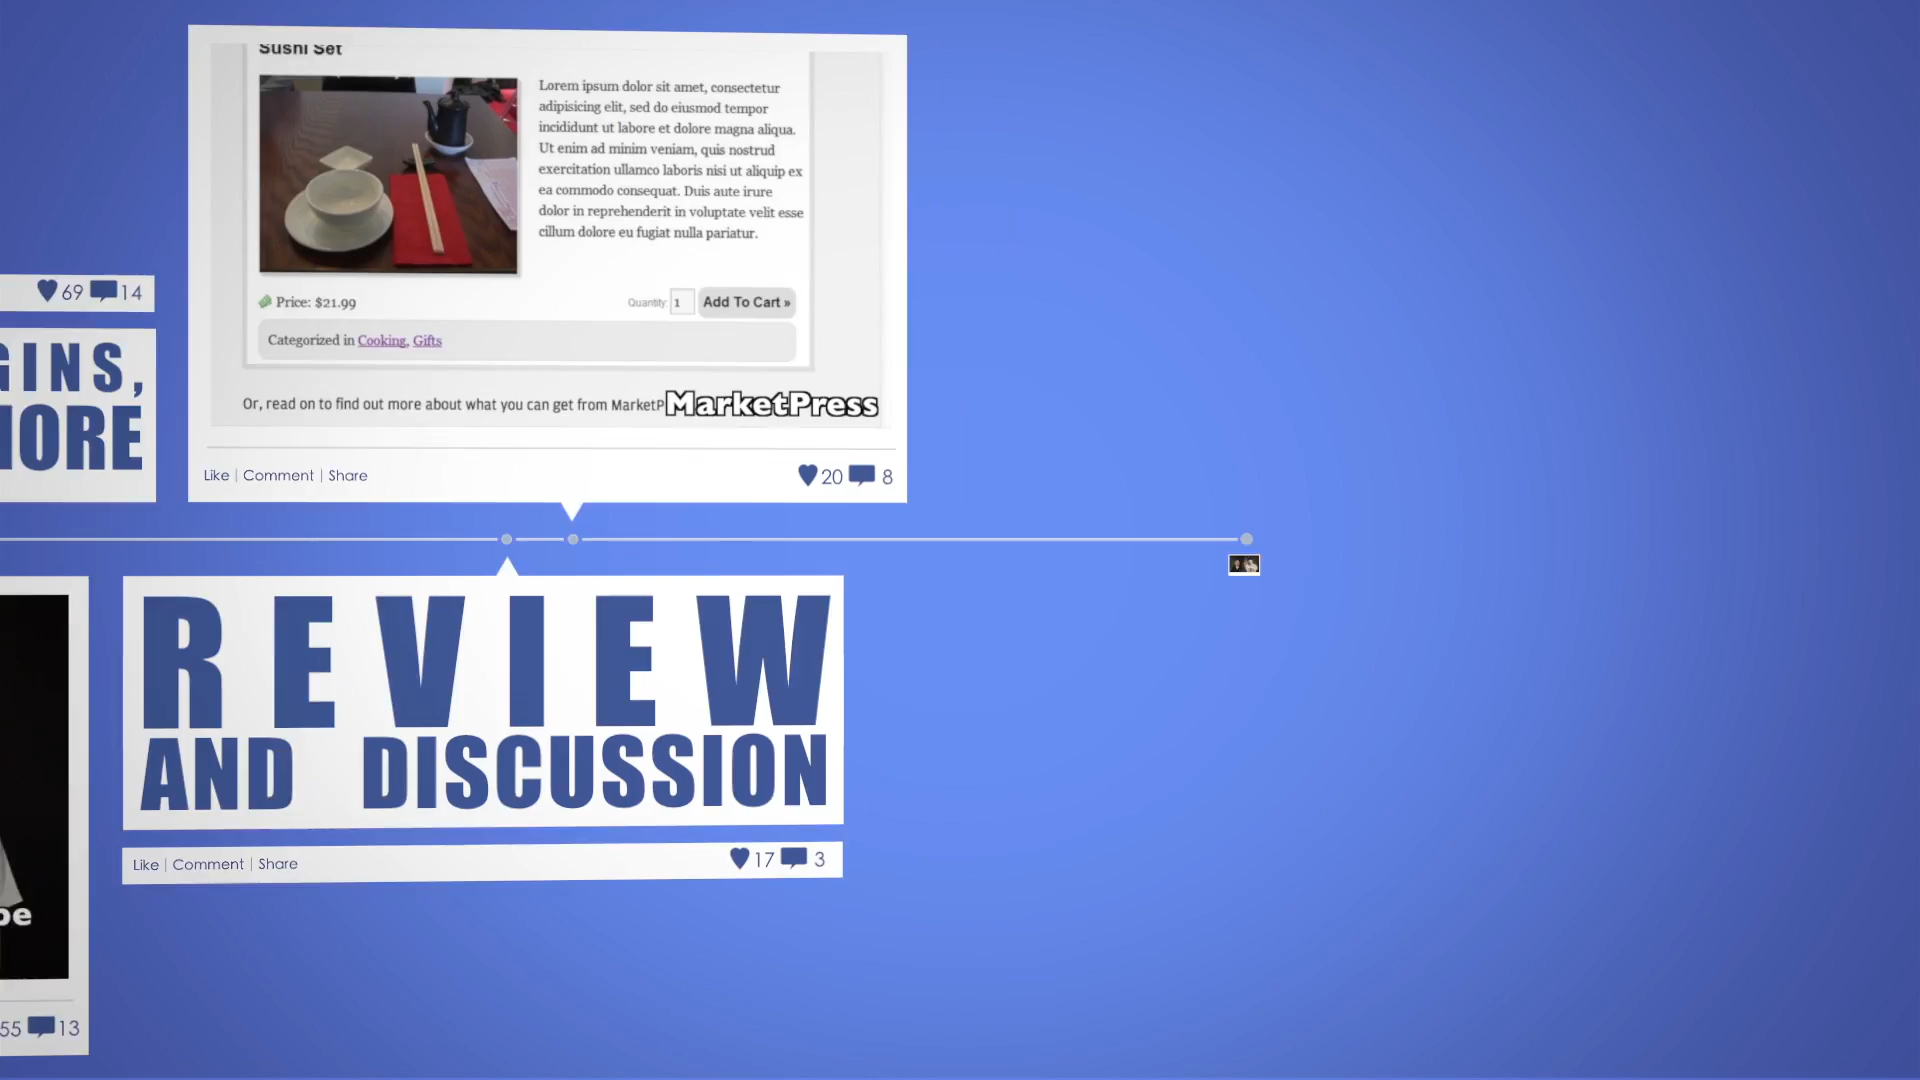 Sushi Set
Lorem ipsum dolor sit amet, consectetur
adipisicing elit, sed do eiusmod tempor
incididunt ut labore et dolore magna aliqua.
Ut enim ad minim veniam, quis nostrud
exercitation ullamco laboris nisi ut aliquip ex
ea commodo consequat. Duis aute irure
dolor in reprehenderit in voluptate velit esse
cillum dolore eu fugiat nulla pariatur.
Price: $21.99
Quantity: 1 Add To Cart »
Categorized in Cooking, Gifts
Or, read on to find out more about what you can get from MarketP
MarketPress
Like | Comment | Share
20 8
69 14
GINS,
MORE
REVIEW
AND DISCUSSION
Like | Comment | Share
17 3
be
55 13